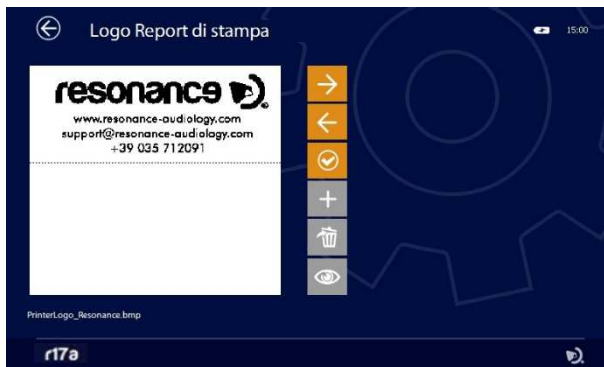 Logo Report di stampa
15:00
resonance
www.resonance-audiology.com
support@resonance-audiology.com
+39 035 712091
PrinterLogo_Resonance.bmp
r17a